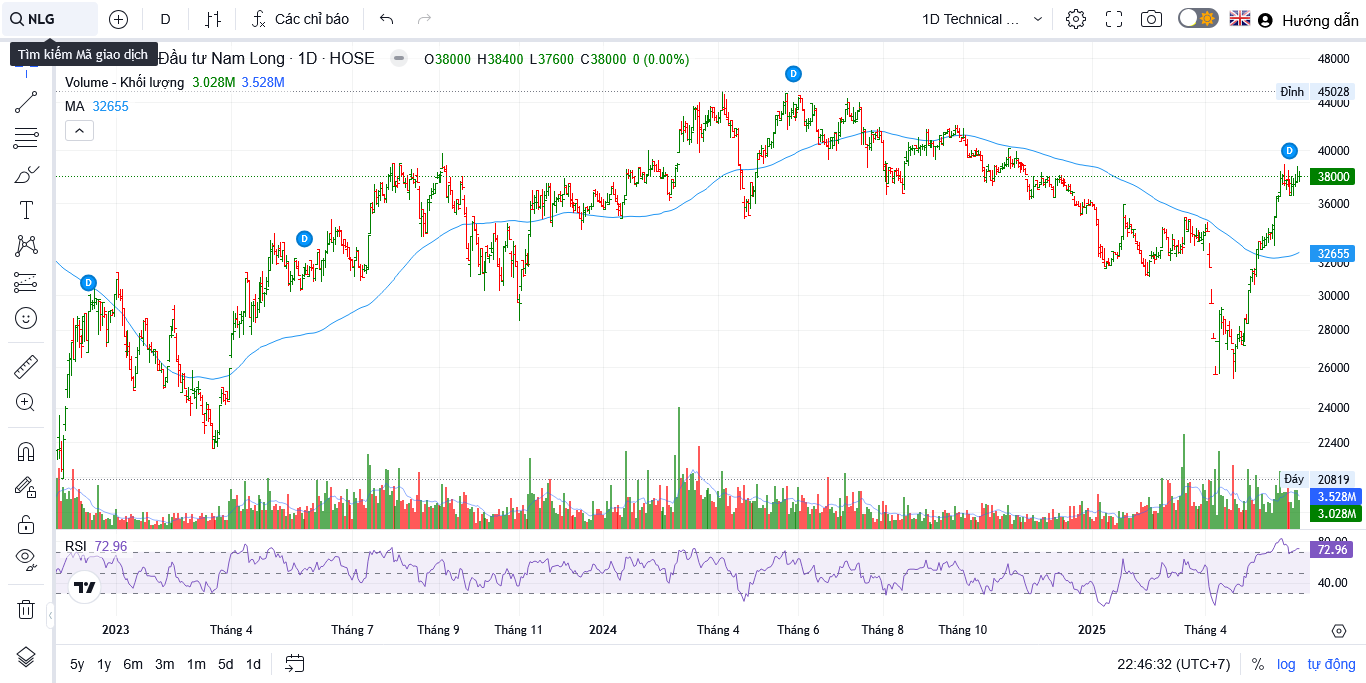 NLG D Các chỉ báo 1D Technical ... Hướng dẫn
Tìm kiếm Mã giao dịch
Đầu tư Nam Long · 1D · HOSE O38000 H38400 L37600 C38000 0 (0.00%)
Volume - Khối lượng 3.028M 3.528M
MA 32655
D
D
D
D
48000
Đỉnh 45028
44000
40000
38000
36000
32655
32000
30000
28000
26000
24000
22400
Đáy 20819
3.528M
3.028M
RSI 72.96
80.00
72.96
40.00
2023 Tháng 4 Tháng 7 Tháng 9 Tháng 11 2024 Tháng 4 Tháng 6 Tháng 8 Tháng 10 2025 Tháng 4
5y 1y 6m 3m 1m 5d 1d 22:46:32 (UTC+7) % log tự động